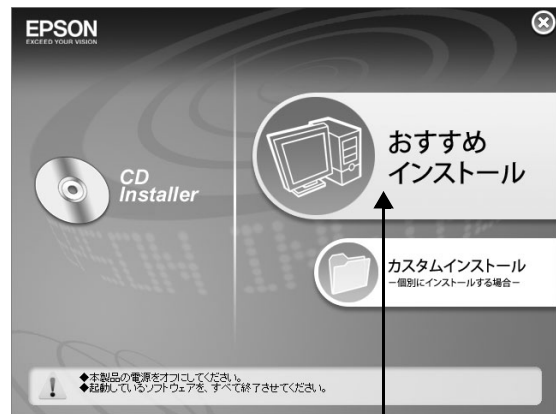 EPSON
EXCEED YOUR VISION
CD
Installer
おすすめ
インストール
カスタムインストール
－個別にインストールする場合－
◆本製品の電源をオフにしてください。
◆起動しているソフトウェアを、すべて終了させてください。